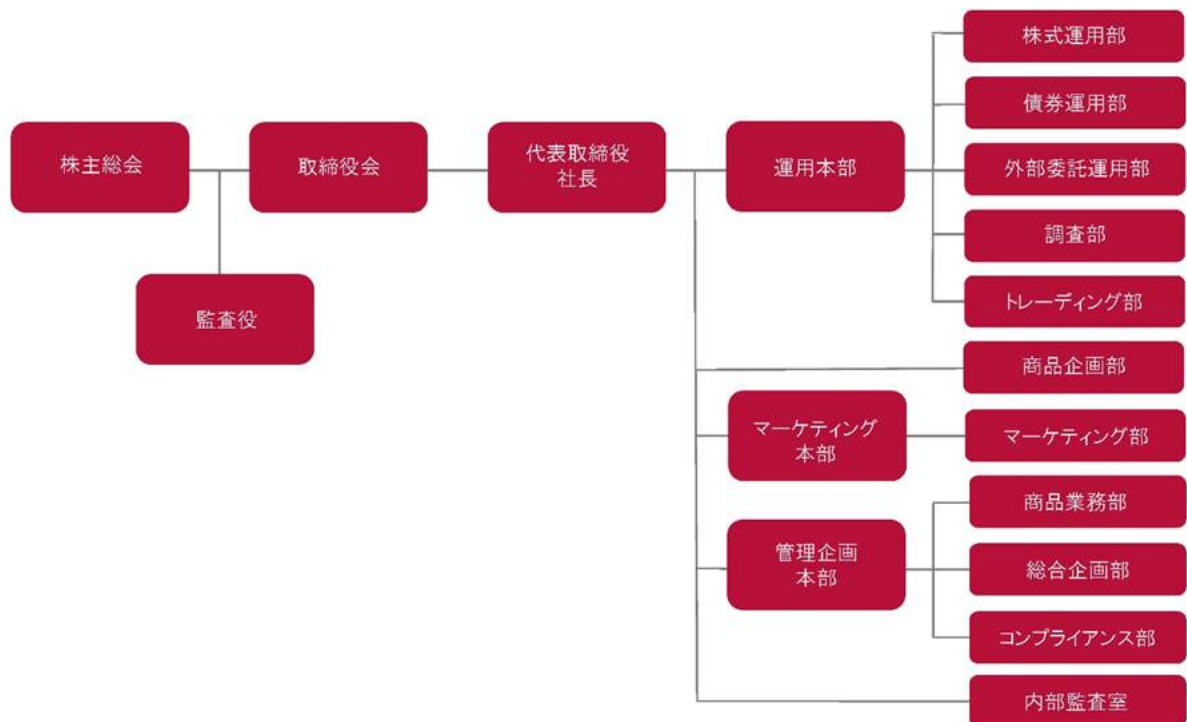 株主総会
取締役会
代表取締役
社長
監査役
運用本部
株式運用部
債券運用部
外部委託運用部
調査部
トレーディング部
商品企画部
マーケティング
本部
マーケティング部
管理企画
本部
商品業務部
総合企画部
コンプライアンス部
内部監査室